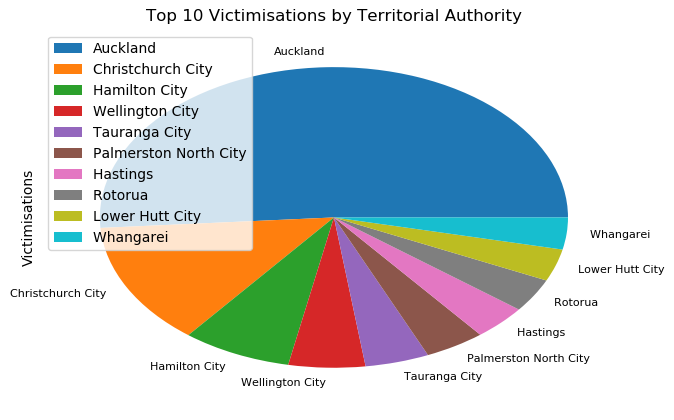 Top 10 Victimisations by Territorial Authority
Auckland
Christchurch City
Hamilton City
Wellington City
Tauranga City
Palmerston North City
Hastings
Rotorua
Lower Hutt City
Whangarei
Victimisations
Auckland
Christchurch City
Hamilton City
Wellington City
Tauranga City
Palmerston North City
Hastings
Rotorua
Lower Hutt City
Whangarei